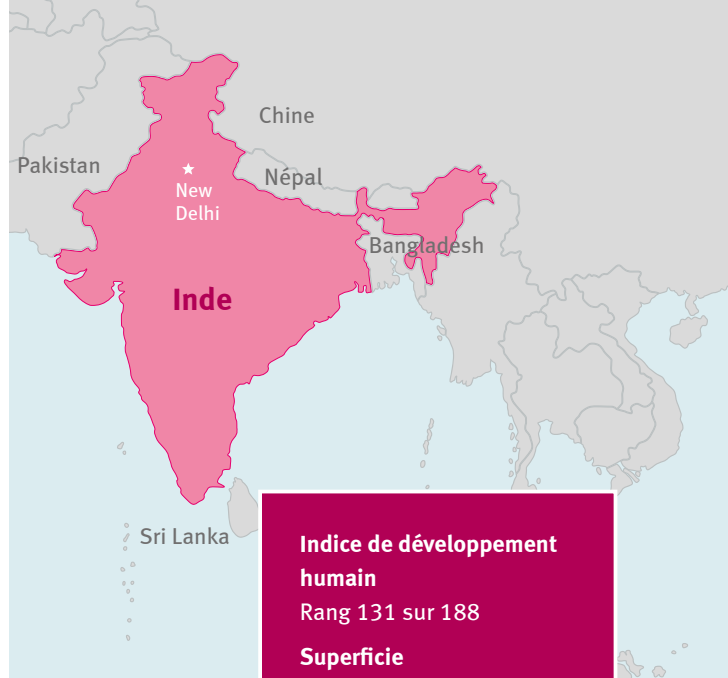 Chine
Pakistan
Népal
New
Delhi
Bangladesh
Inde
Sri Lanka
Indice de développement
humain
Rang 131 sur 188
Superficie